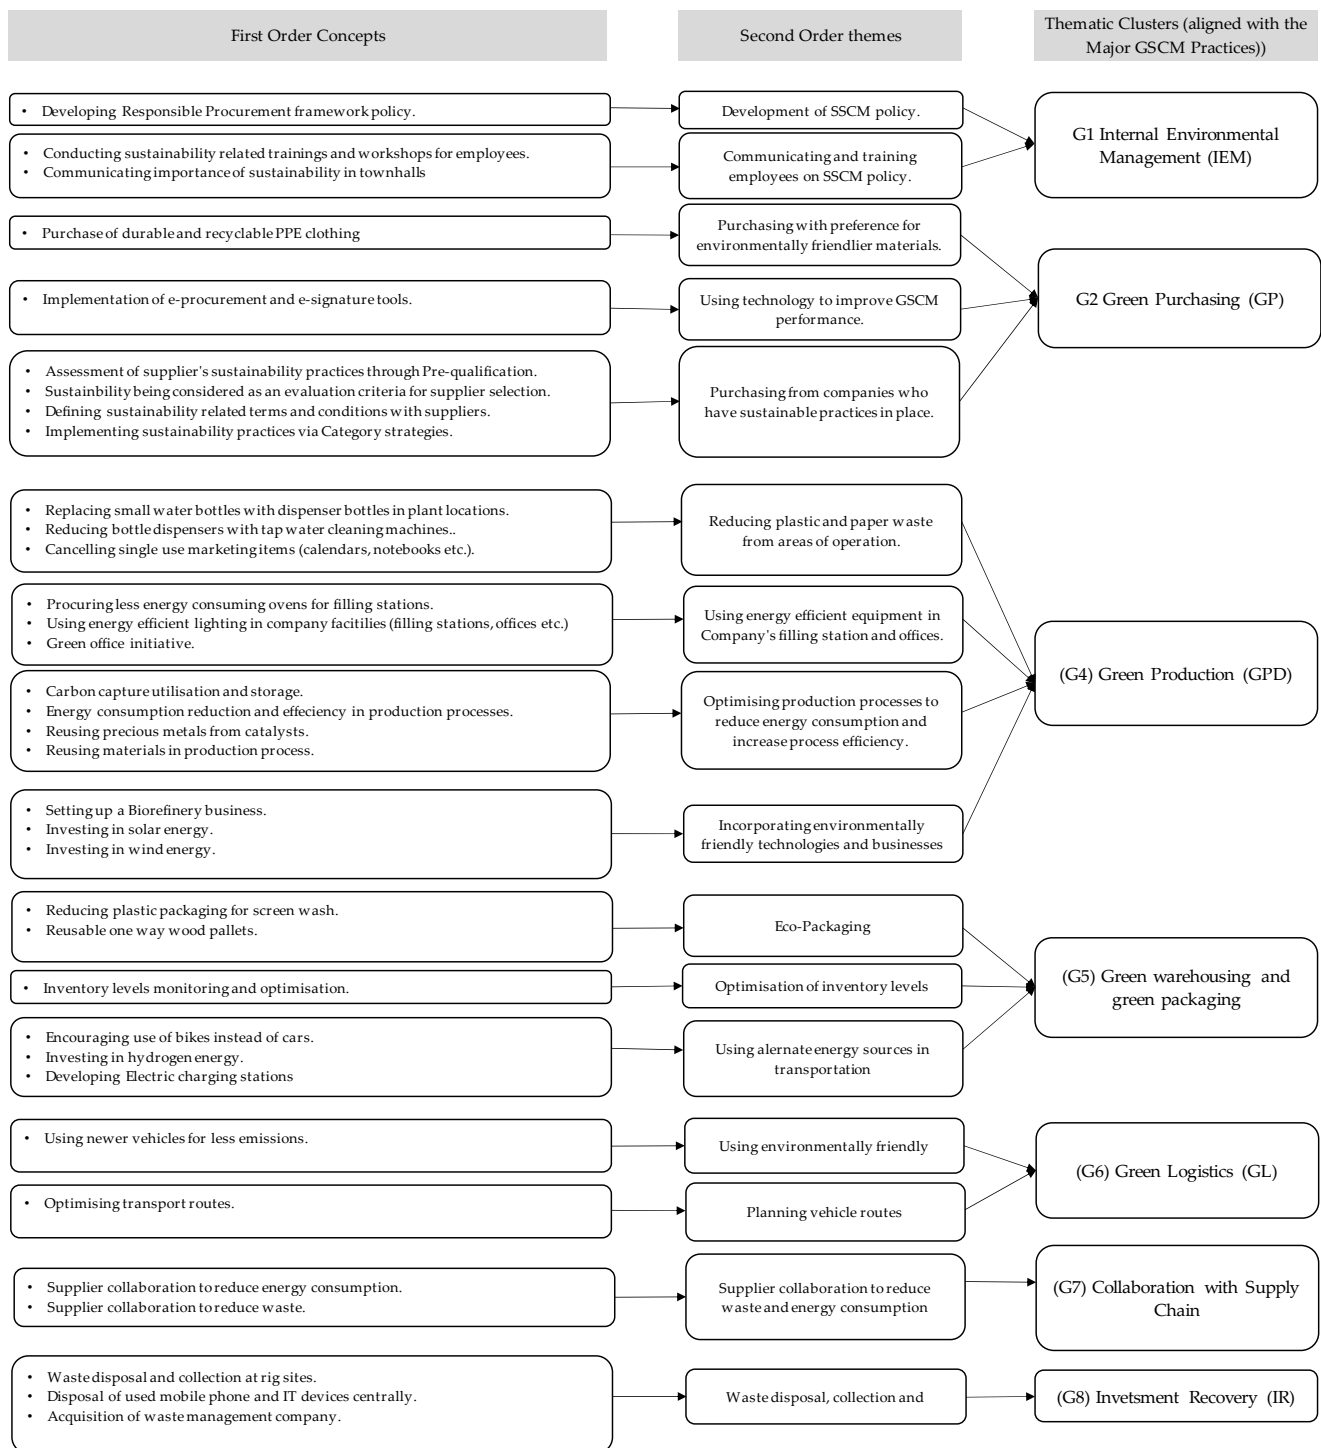 First Order Concepts
Second Order themes
Thematic Clusters (aligned with the
Major GSCM Practices))
• Developing Responsible Procurement framework policy.
Development of SSCM policy.
G1 Internal Environmental
Management (IEM)
• Conducting sustainability related trainings and workshops for employees.
• Communicating importance of sustainability in townhalls
Communicating and training
employees on SSCM policy.
• Purchase of durable and recyclable PPE clothing
Purchasing with preference for
environmentally friendlier materials.
G2 Green Purchasing (GP)
• Implementation of e-procurement and e-signature tools.
Using technology to improve GSCM
performance.
• Assessment of supplier's sustainability practices through Pre-qualification.
• Sustainbility being considered as an evaluation criteria for supplier selection.
• Defining sustainability related terms and conditions with suppliers.
• Implementing sustainability practices via Category strategies.
Purchasing from companies who
have sustainable practices in place.
• Replacing small water bottles with dispenser bottles in plant locations.
• Reducing bottle dispensers with tap water cleaning machines..
• Cancelling single use marketing items (calendars, notebooks etc.).
Reducing plastic and paper waste
from areas of operation.
• Procuring less energy consuming ovens for filling stations.
• Using energy efficient lighting in company facitilies (filling stations, offices etc.)
• Green office initiative.
Using energy efficient equipment in
Company's filling station and offices.
(G4) Green Production (GPD)
• Carbon capture utilisation and storage.
• Energy consumption reduction and effeciency in production processes.
• Reusing precious metals from catalysts.
• Reusing materials in production process.
Optimising production processes to
reduce energy consumption and
increase process efficiency.
• Setting up a Biorefinery business.
• Investing in solar energy.
• Investing in wind energy.
Incorporating environmentally
friendly technologies and businesses
• Reducing plastic packaging for screen wash.
• Reusable one way wood pallets.
Eco-Packaging
(G5) Green warehousing and
green packaging
• Inventory levels monitoring and optimisation.
Optimisation of inventory levels
• Encouraging use of bikes instead of cars.
• Investing in hydrogen energy.
• Developing Electric charging stations
Using alernate energy sources in
transportation
• Using newer vehicles for less emissions.
Using environmentally friendly
(G6) Green Logistics (GL)
• Optimising transport routes.
Planning vehicle routes
• Supplier collaboration to reduce energy consumption.
• Supplier collaboration to reduce waste.
Supplier collaboration to reduce
waste and energy consumption
(G7) Collaboration with Supply
Chain
• Waste disposal and collection at rig sites.
• Disposal of used mobile phone and IT devices centrally.
• Acquisition of waste management company.
Waste disposal, collection and
(G8) Invetsment Recovery (IR)